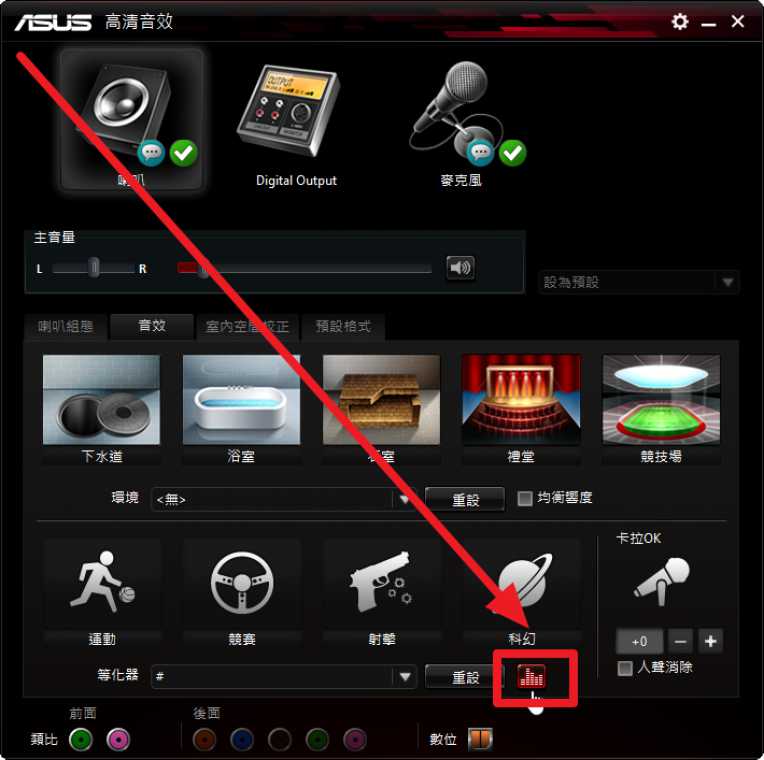 ASUS 高清音效
OUTPUT
喇叭
Digital Output
麥克風
主音量
L R
設為預設
喇叭組態 音效 室內空間校正 預設格式
下水道 浴室 石室 禮堂 競技場
環境 <無> 重設 均衡響度
卡拉OK
運動 競賽 射擊 科幻
+0 − +
人聲消除
等化器 # 重設
前面 後面
類比 數位